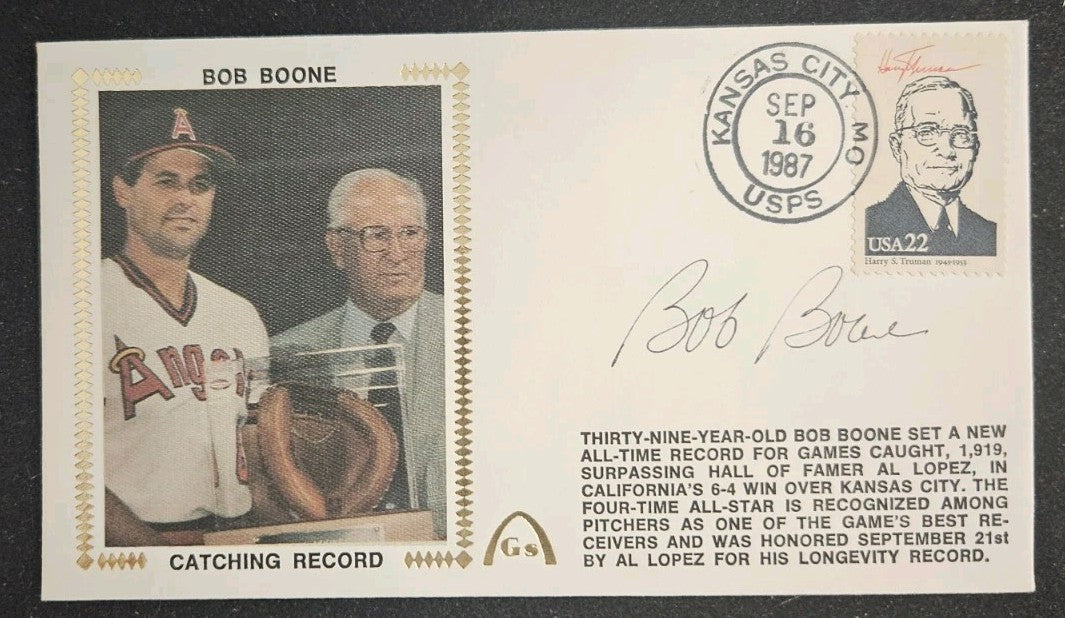 BOB BOONE
A
Angels
CATCHING RECORD
Gs
KANSAS CITY, MO
SEP
16
1987
USPS
Harry S Truman
USA22
Harry S. Truman 1945-1953
Bob Boone
THIRTY-NINE-YEAR-OLD BOB BOONE SET A NEW
ALL-TIME RECORD FOR GAMES CAUGHT, 1,919,
SURPASSING HALL OF FAMER AL LOPEZ, IN
CALIFORNIA'S 6-4 WIN OVER KANSAS CITY. THE
FOUR-TIME ALL-STAR IS RECOGNIZED AMONG
PITCHERS AS ONE OF THE GAME'S BEST RE-
CEIVERS AND WAS HONORED SEPTEMBER 21st
BY AL LOPEZ FOR HIS LONGEVITY RECORD.